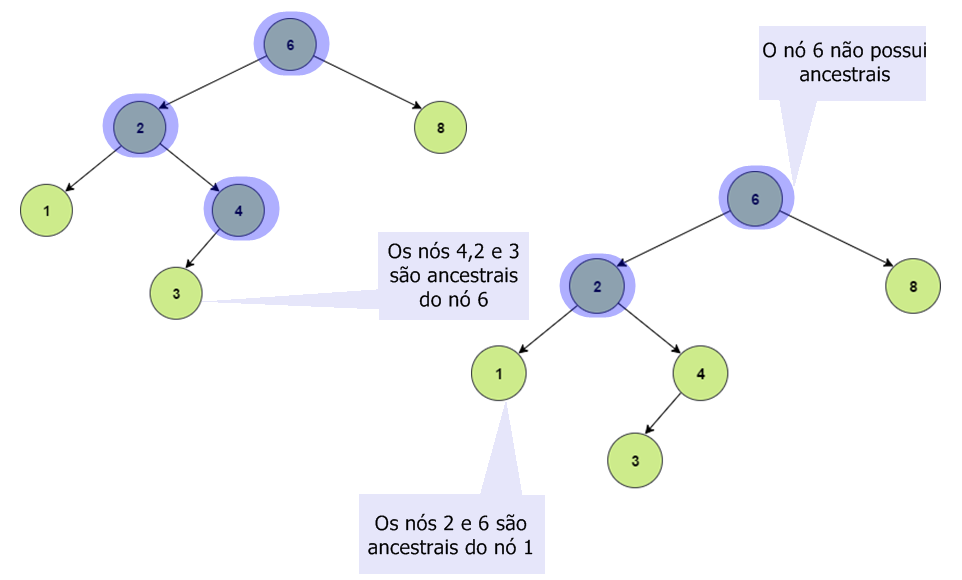 6
2
8
1
4
3
Os nós 4,2 e 3
são ancestrais
do nó 6
O nó 6 não possui
ancestrais
6
2
8
1
4
3
Os nós 2 e 6 são
ancestrais do nó 1